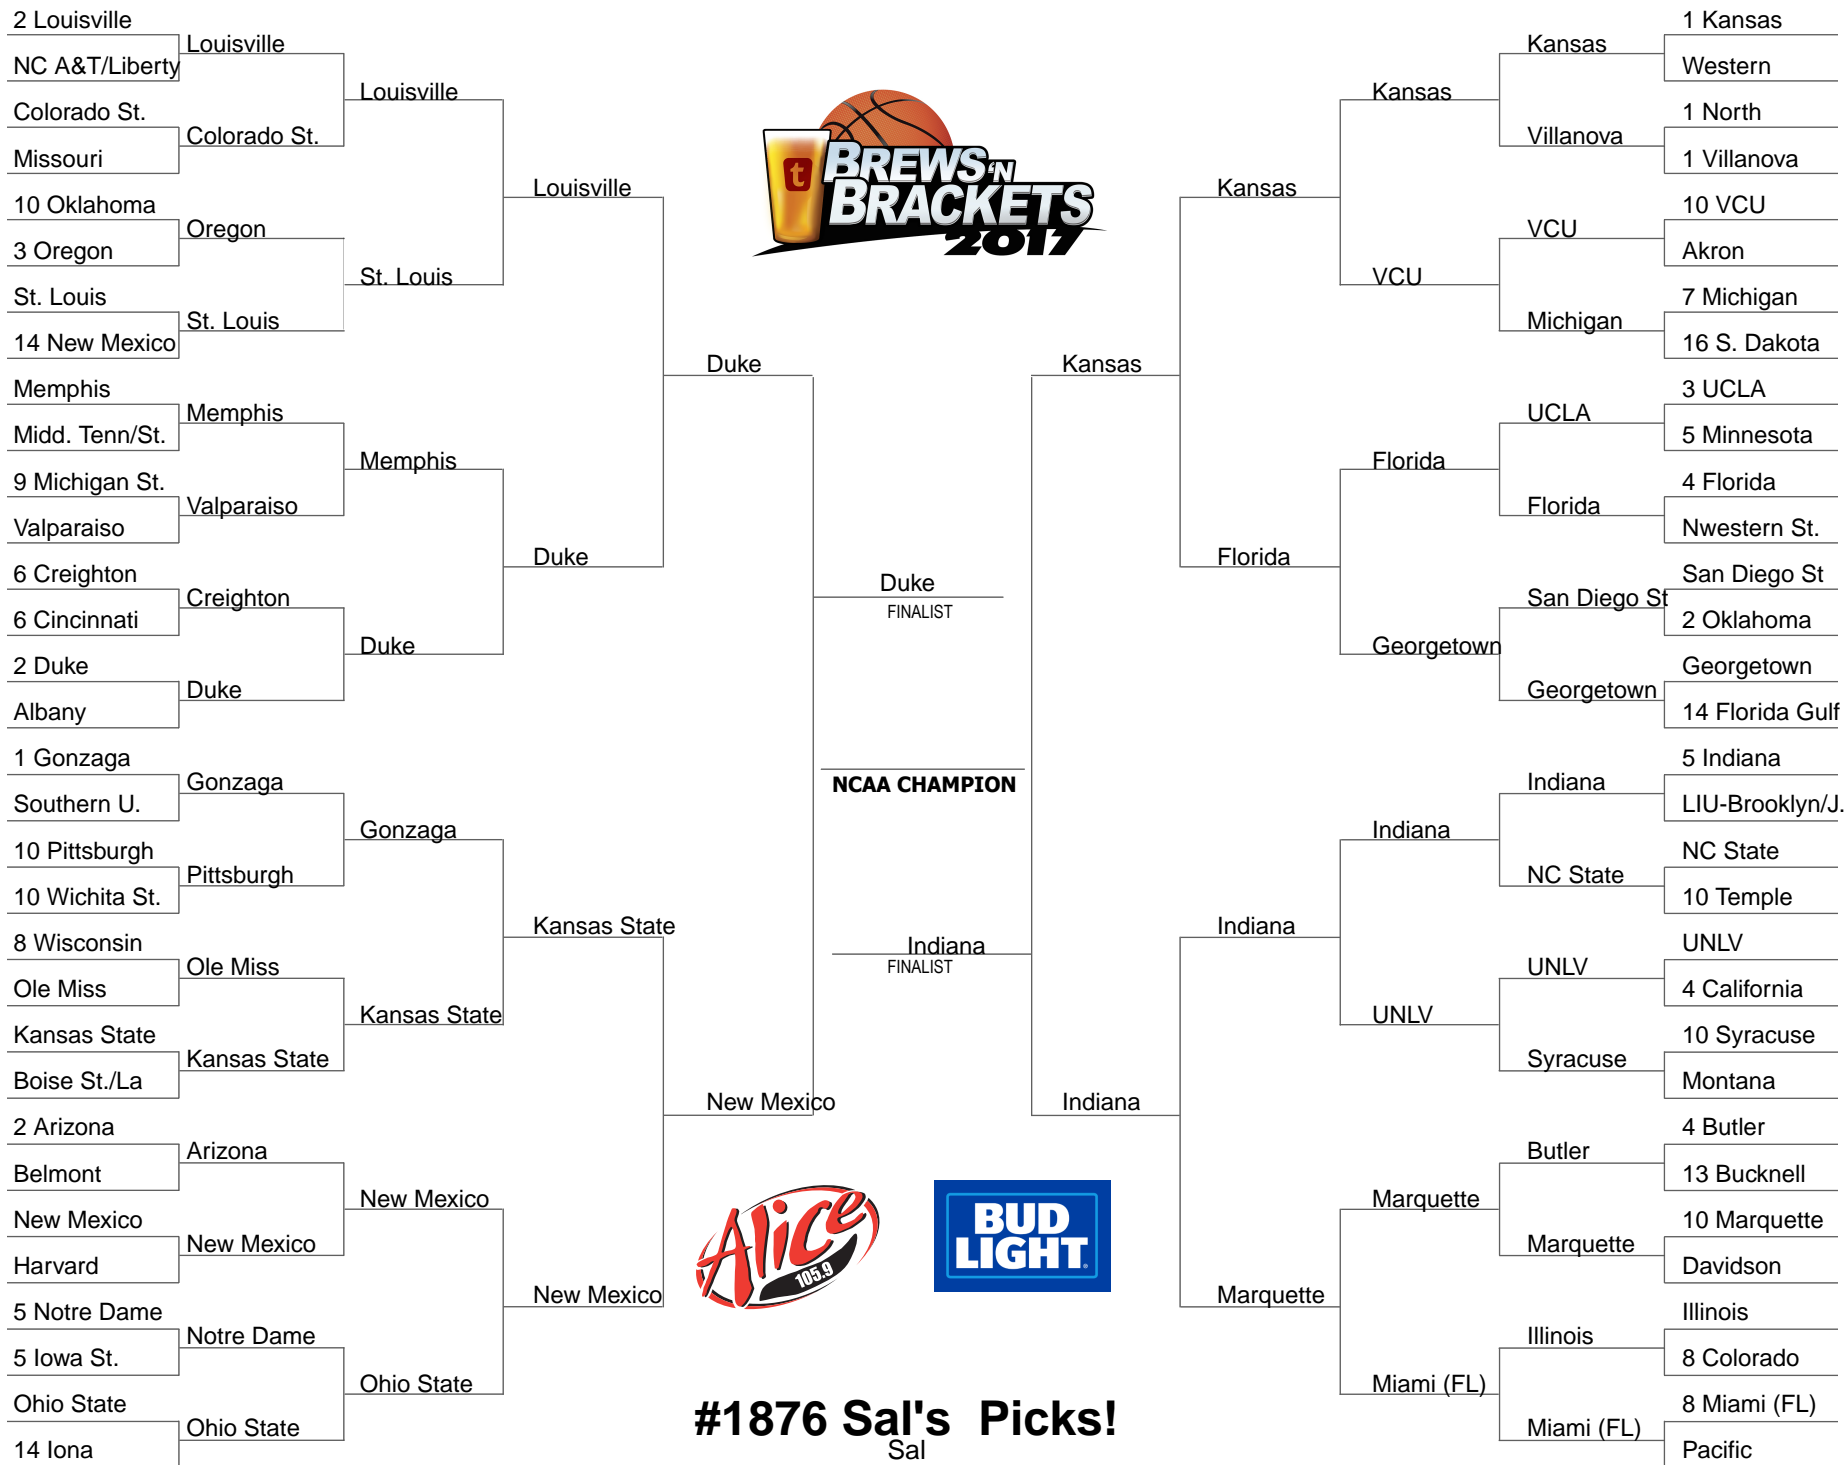 2 Louisville
NC A&T/Liberty
Colorado St.
Missouri
10 Oklahoma
3 Oregon
St. Louis
14 New Mexico
Memphis
Midd. Tenn/St.
9 Michigan St.
Valparaiso
6 Creighton
6 Cincinnati
2 Duke
Albany
1 Gonzaga
Southern U.
10 Pittsburgh
10 Wichita St.
8 Wisconsin
Ole Miss
Kansas State
Boise St./La
2 Arizona
Belmont
New Mexico
Harvard
5 Notre Dame
5 Iowa St.
Ohio State
14 Iona
Louisville
Colorado St.
Oregon
St. Louis
Memphis
Valparaiso
Creighton
Duke
Gonzaga
Pittsburgh
Ole Miss
Kansas State
Arizona
New Mexico
Notre Dame
Ohio State
Louisville
St. Louis
Memphis
Duke
Gonzaga
Kansas State
New Mexico
Ohio State
Louisville
Duke
Kansas State
New Mexico
Duke
New Mexico
t
BREWS 'N
BRACKETS
2017
Duke
FINALIST
NCAA CHAMPION
Indiana
FINALIST
Alice
105.9
BUD
LIGHT
#1876 Sal's Picks!
Sal
Kansas
Indiana
Kansas
Florida
Indiana
Marquette
Kansas
VCU
Florida
Georgetown
Indiana
UNLV
Marquette
Miami (FL)
Kansas
Villanova
VCU
Michigan
UCLA
Florida
San Diego St
Georgetown
Indiana
NC State
UNLV
Syracuse
Butler
Marquette
Illinois
Miami (FL)
1 Kansas
Western
1 North
1 Villanova
10 VCU
Akron
7 Michigan
16 S. Dakota
3 UCLA
5 Minnesota
4 Florida
Nwestern St.
San Diego St
2 Oklahoma
Georgetown
14 Florida Gulf
5 Indiana
LIU-Brooklyn/J.
NC State
10 Temple
UNLV
4 California
10 Syracuse
Montana
4 Butler
13 Bucknell
10 Marquette
Davidson
Illinois
8 Colorado
8 Miami (FL)
Pacific